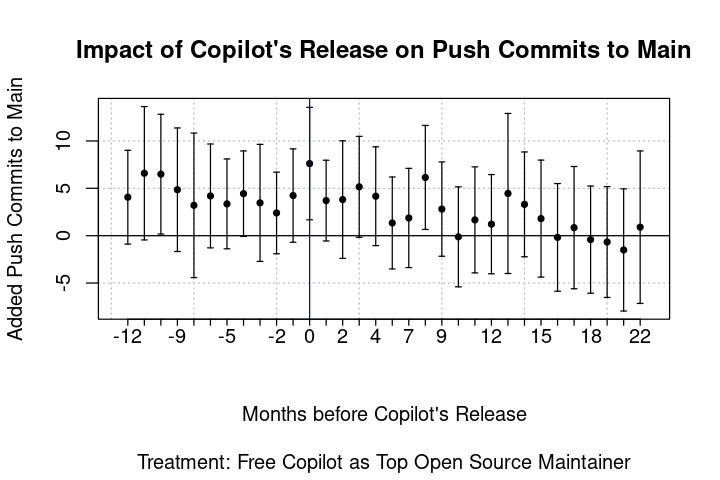 Impact of Copilot's Release on Push Commits to Main
Added Push Commits to Main
10
5
0
-5
-12 -9 -5 -2 0 2 4 7 9 12 15 18 22
Months before Copilot's Release
Treatment: Free Copilot as Top Open Source Maintainer